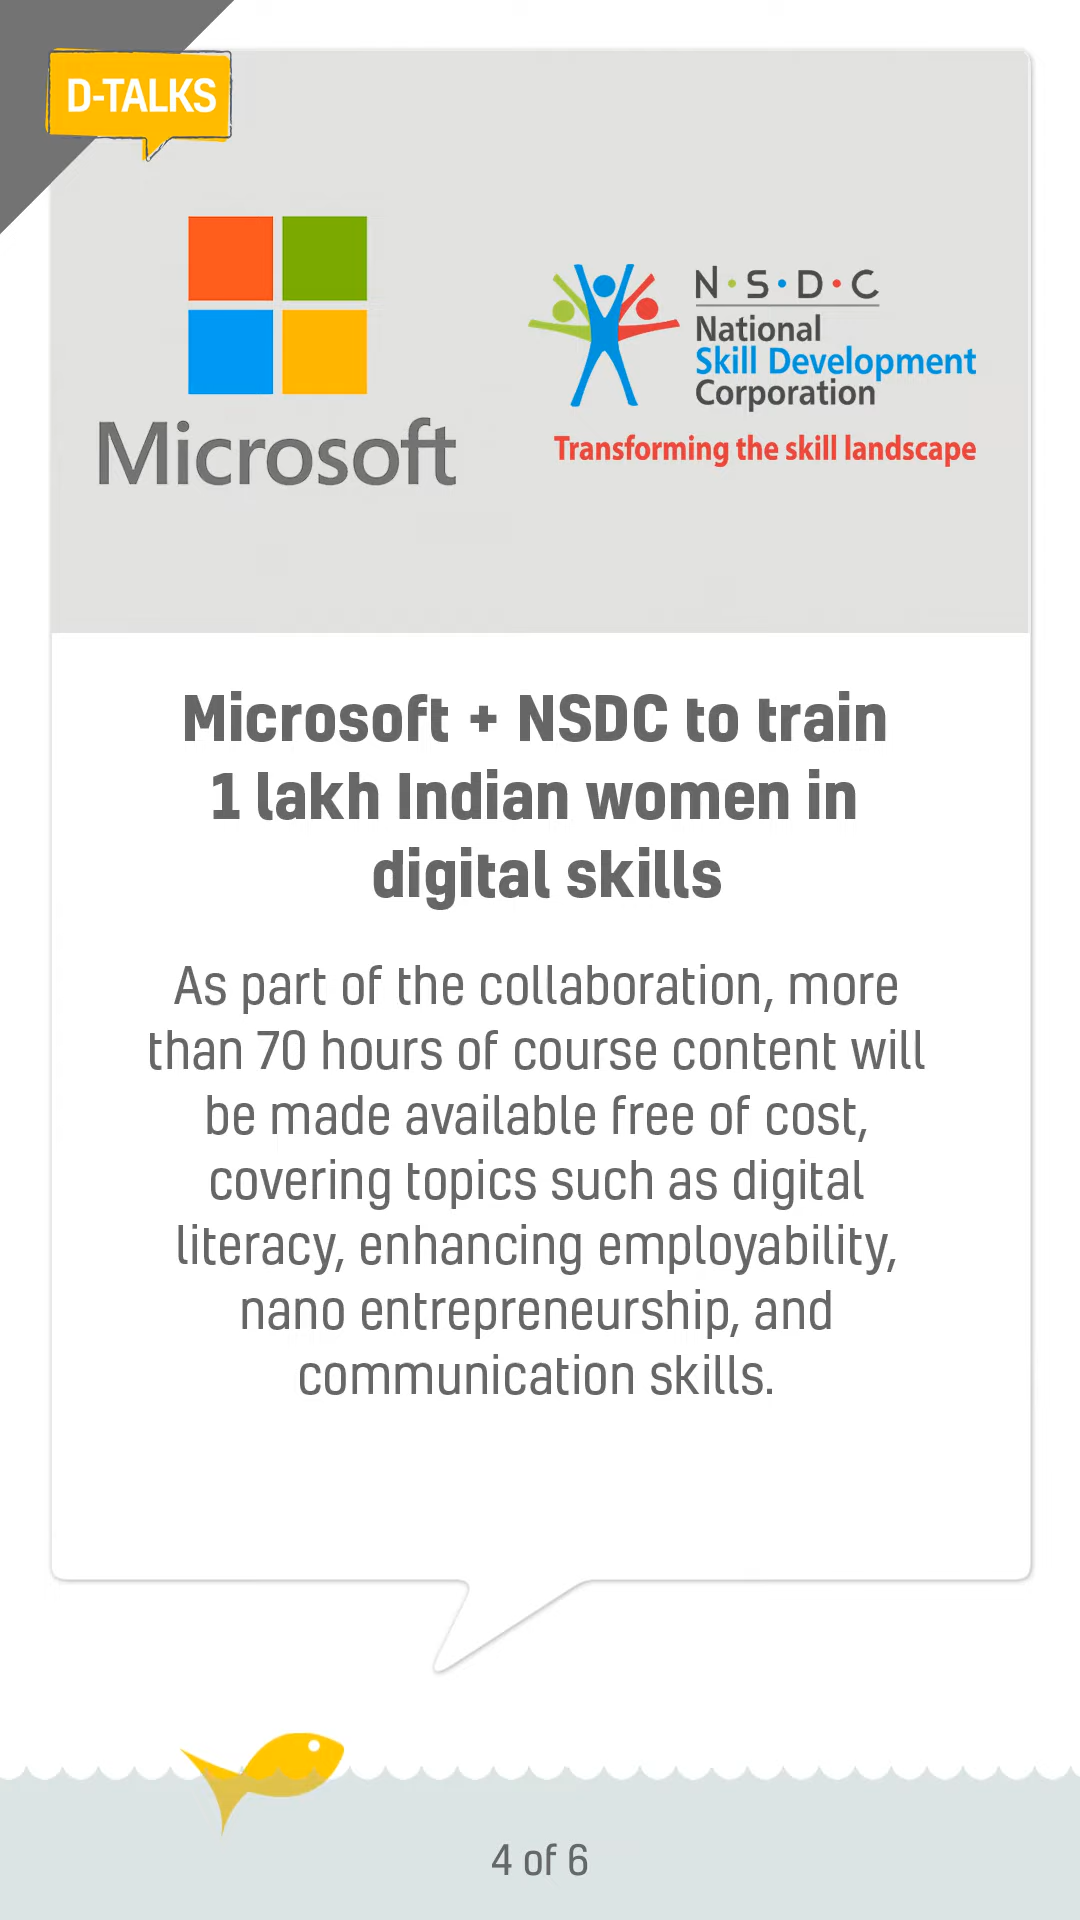 D-TALKS
Microsoft
N·S·D·C
National
Skill Development
Corporation
Transforming the skill landscape
Microsoft + NSDC to train
1 lakh Indian women in
digital skills
As part of the collaboration, more
than 70 hours of course content will
be made available free of cost,
covering topics such as digital
literacy, enhancing employability,
nano entrepreneurship, and
communication skills.
4 of 6